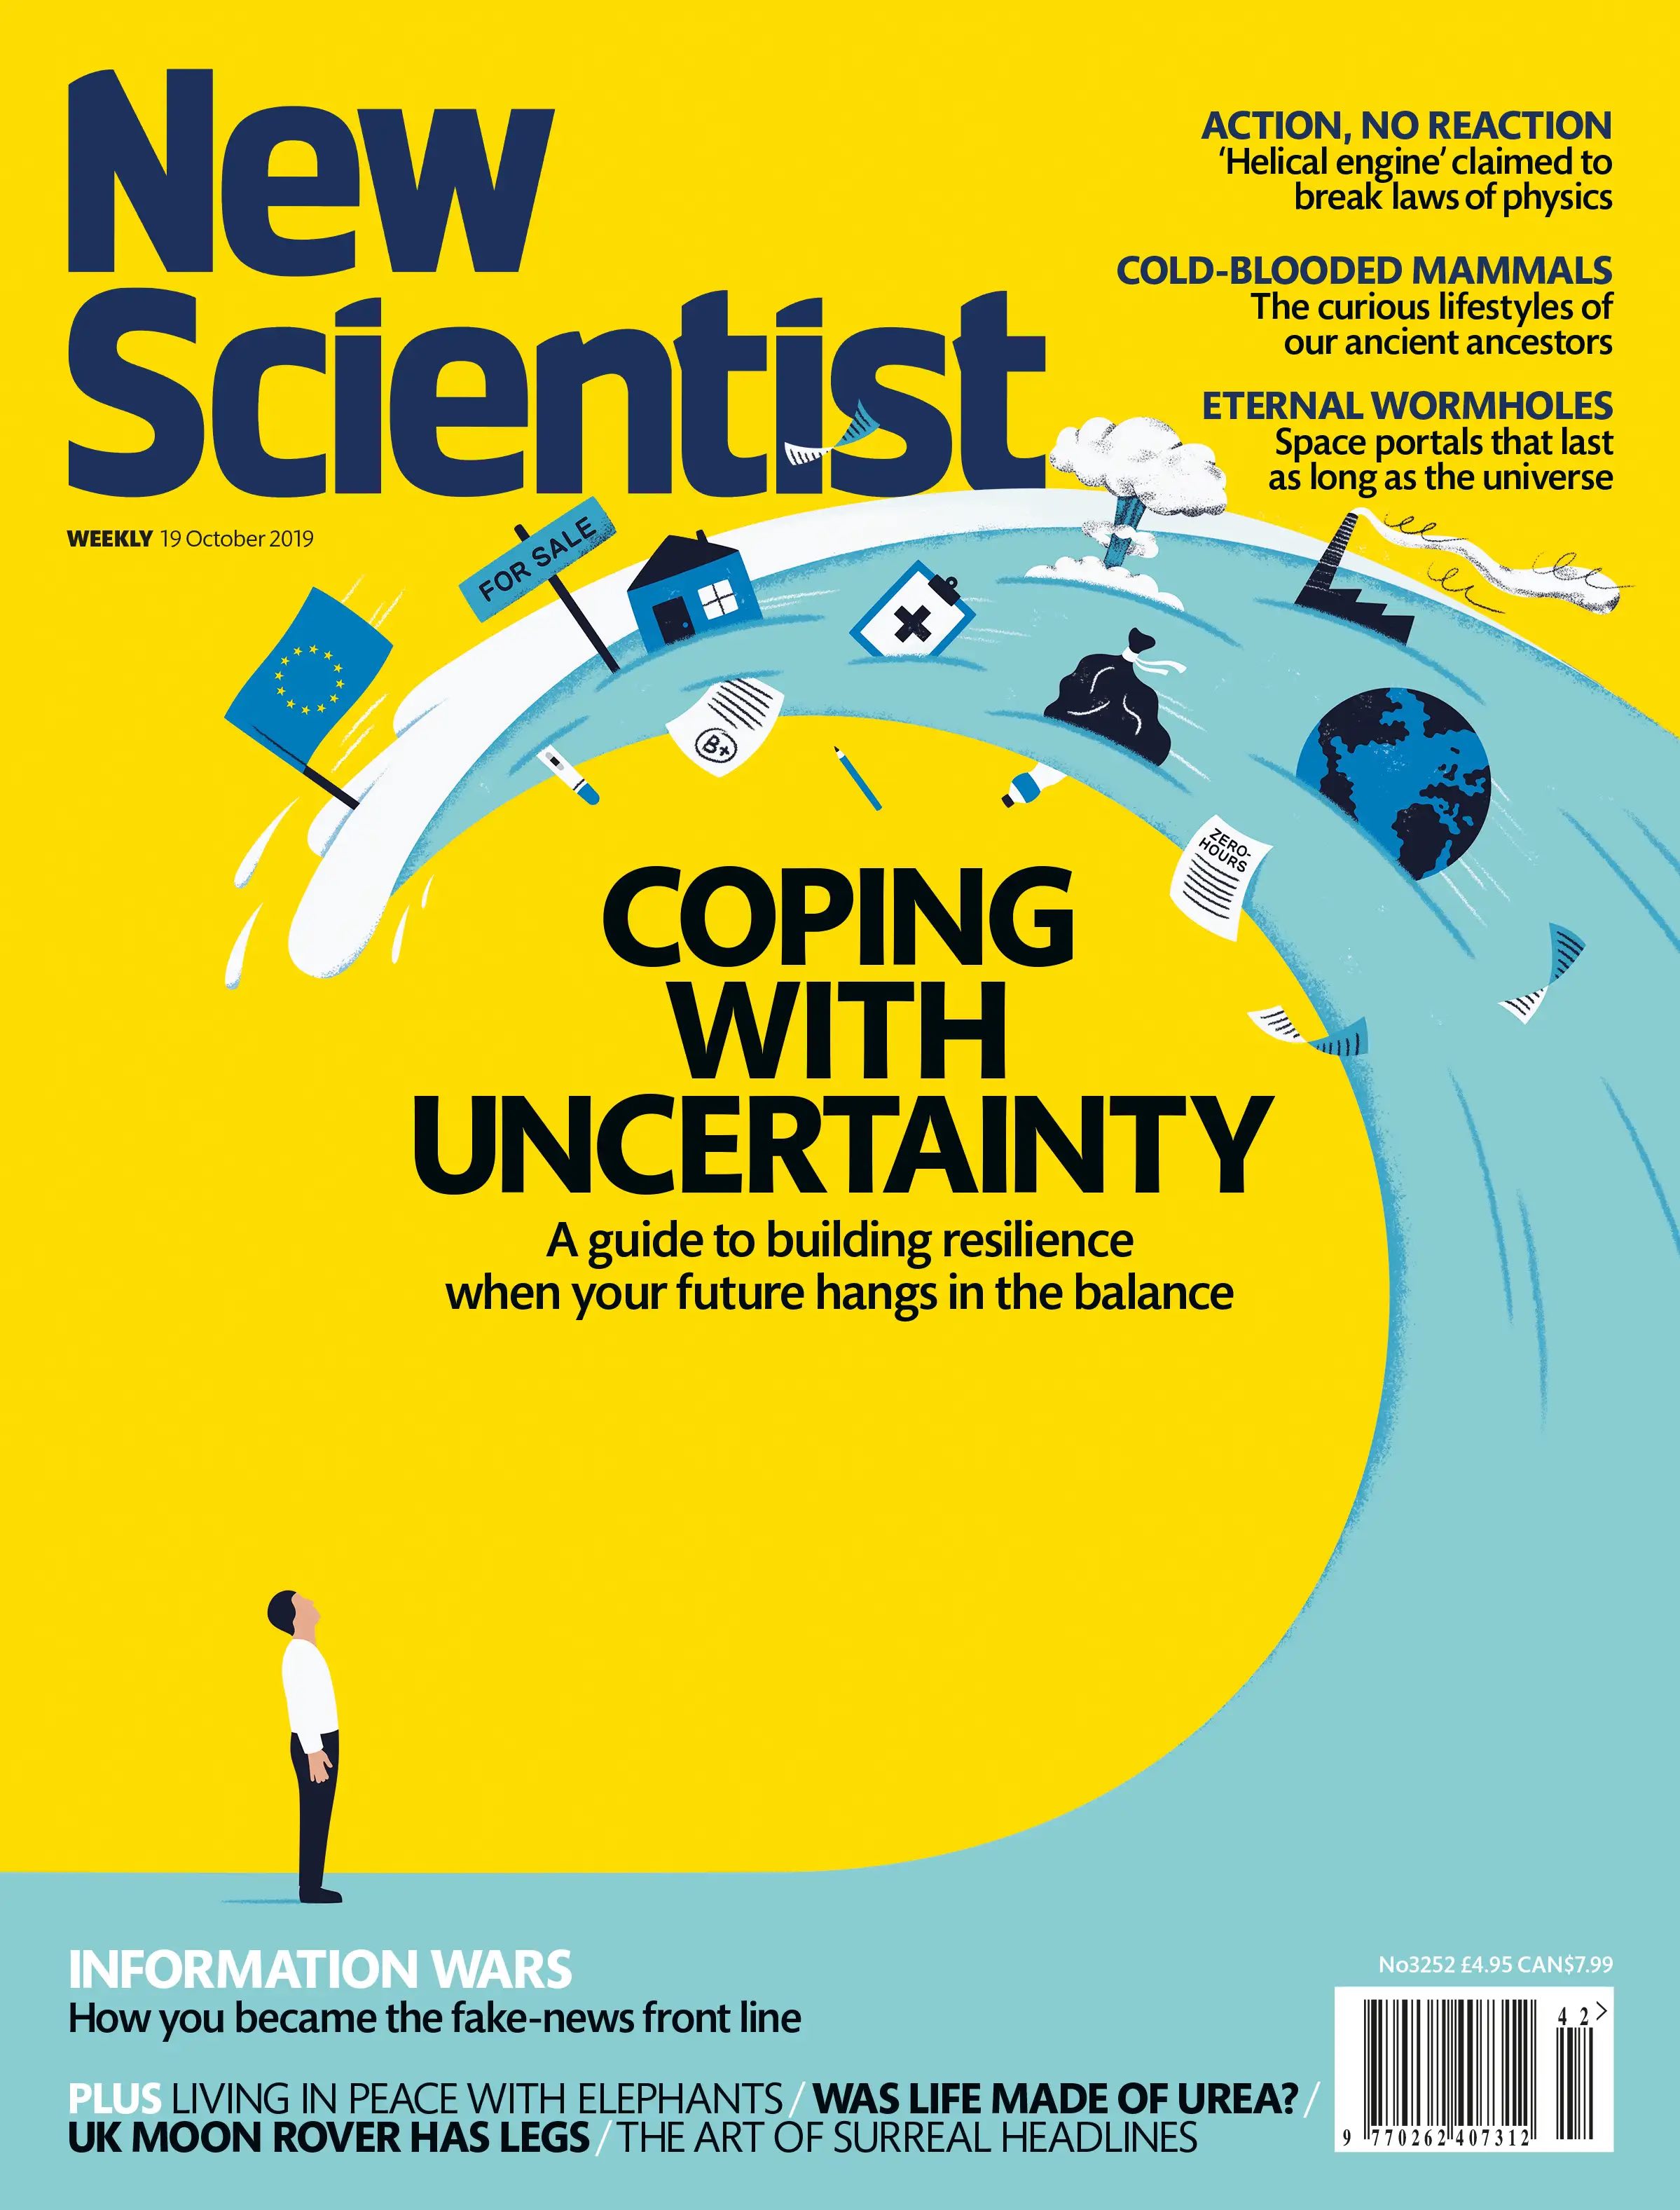 New
Scientist
WEEKLY 19 October 2019
ACTION, NO REACTION
‘Helical engine’ claimed to
break laws of physics
COLD-BLOODED MAMMALS
The curious lifestyles of
our ancient ancestors
ETERNAL WORMHOLES
Space portals that last
as long as the universe
FOR SALE
B+
ZERO-
HOURS
COPING
WITH
UNCERTAINTY
A guide to building resilience
when your future hangs in the balance
INFORMATION WARS
How you became the fake-news front line
PLUS LIVING IN PEACE WITH ELEPHANTS / WAS LIFE MADE OF UREA? /
UK MOON ROVER HAS LEGS / THE ART OF SURREAL HEADLINES
No3252 £4.95 CAN$7.99
42>
9 770262 407312